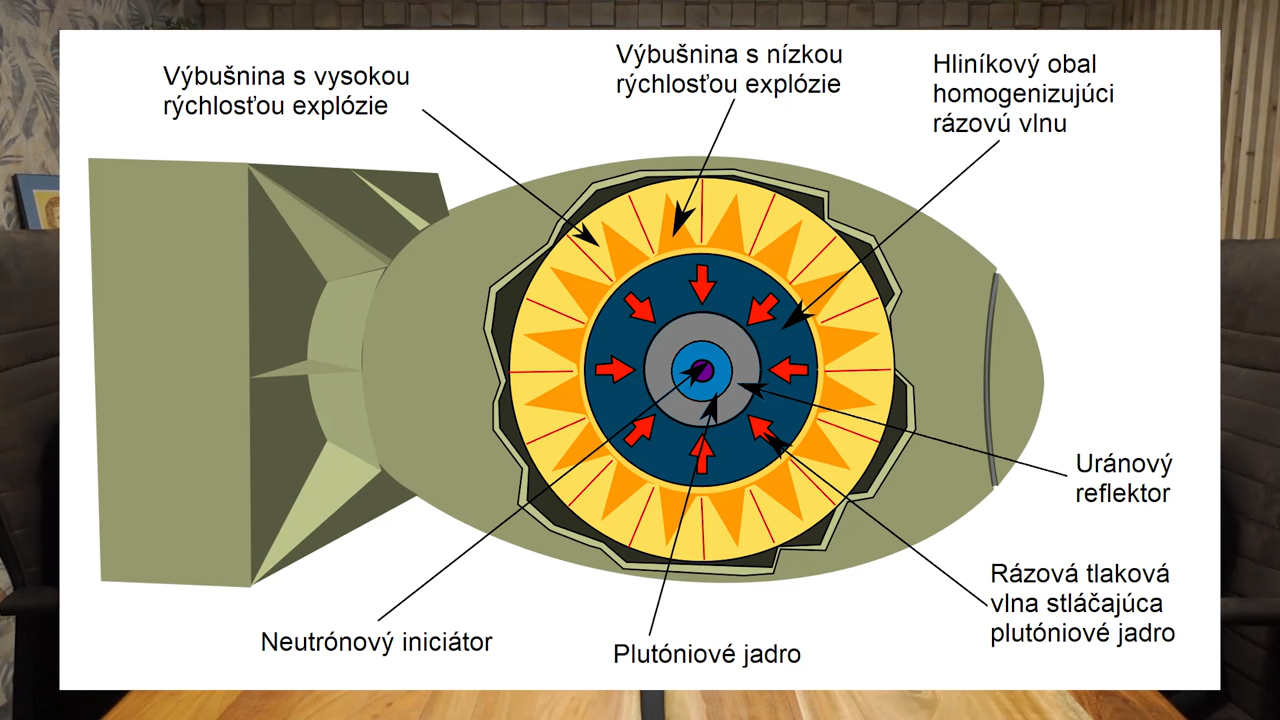 Výbušnina s vysokou
rýchlosťou explózie
Výbušnina s nízkou
rýchlosťou explózie
Hliníkový obal
homogenizujúci
rázovú vlnu
Uránový
reflektor
Rázová tlaková
vlna stláčajúca
plutóniové jadro
Neutrónový iniciátor
Plutóniové jadro